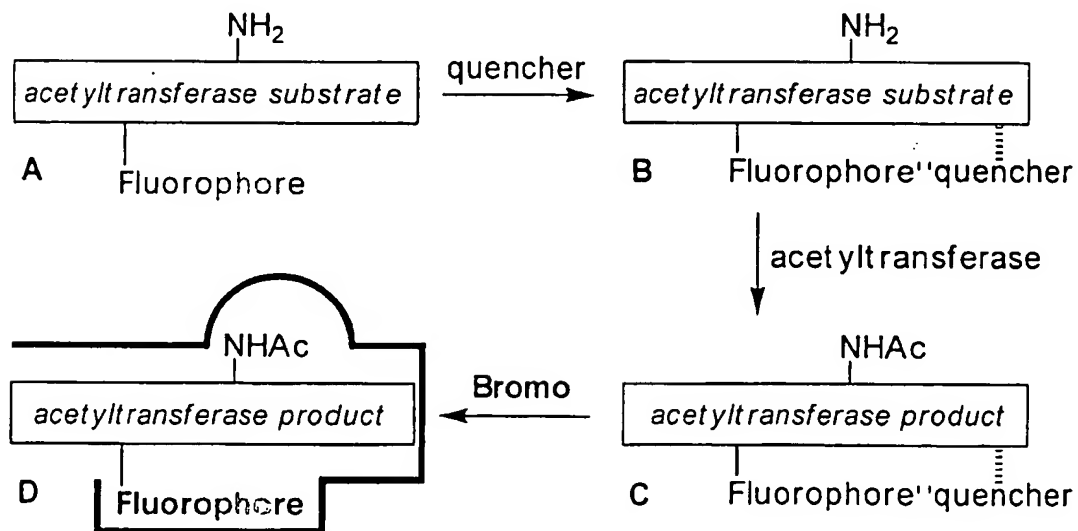 NH2
acetyltransferase substrate
A
Fluorophore
quencher
NH2
acetyltransferase substrate
B
Fluorophore''quencher
acetyltransferase
NHAc
acetyltransferase product
C
Fluorophore''quencher
Bromo
NHAc
acetyltransferase product
D
Fluorophore